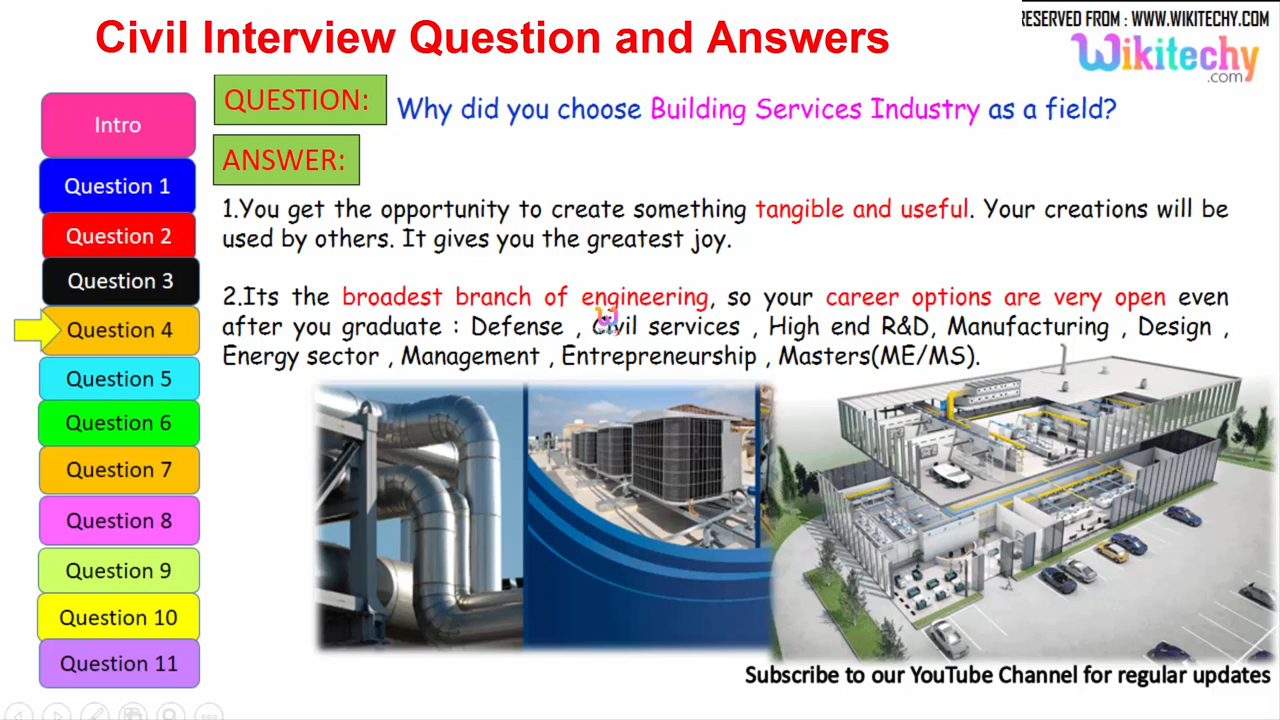 Civil Interview Question and Answers
RESERVED FROM : WWW.WIKITECHY.COM
Wikitechy
.com
QUESTION:
Why did you choose Building Services Industry as a field?
ANSWER:
1.You get the opportunity to create something tangible and useful. Your creations will be
used by others. It gives you the greatest joy.
2.Its the broadest branch of engineering, so your career options are very open even
after you graduate : Defense , Civil services , High end R&D, Manufacturing , Design ,
Energy sector , Management , Entrepreneurship , Masters(ME/MS).
Intro
Question 1
Question 2
Question 3
Question 4
Question 5
Question 6
Question 7
Question 8
Question 9
Question 10
Question 11
Subscribe to our YouTube Channel for regular updates